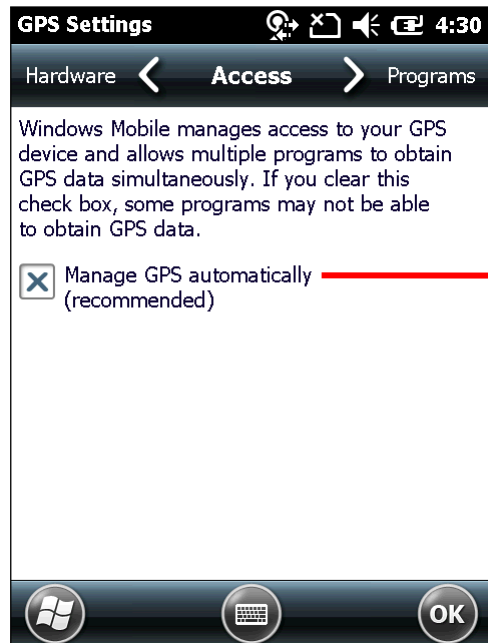 GPS Settings 4:30
Hardware Access Programs
Windows Mobile manages access to your GPS
device and allows multiple programs to obtain
GPS data simultaneously. If you clear this
check box, some programs may not be able
to obtain GPS data.
Manage GPS automatically
(recommended)
OK